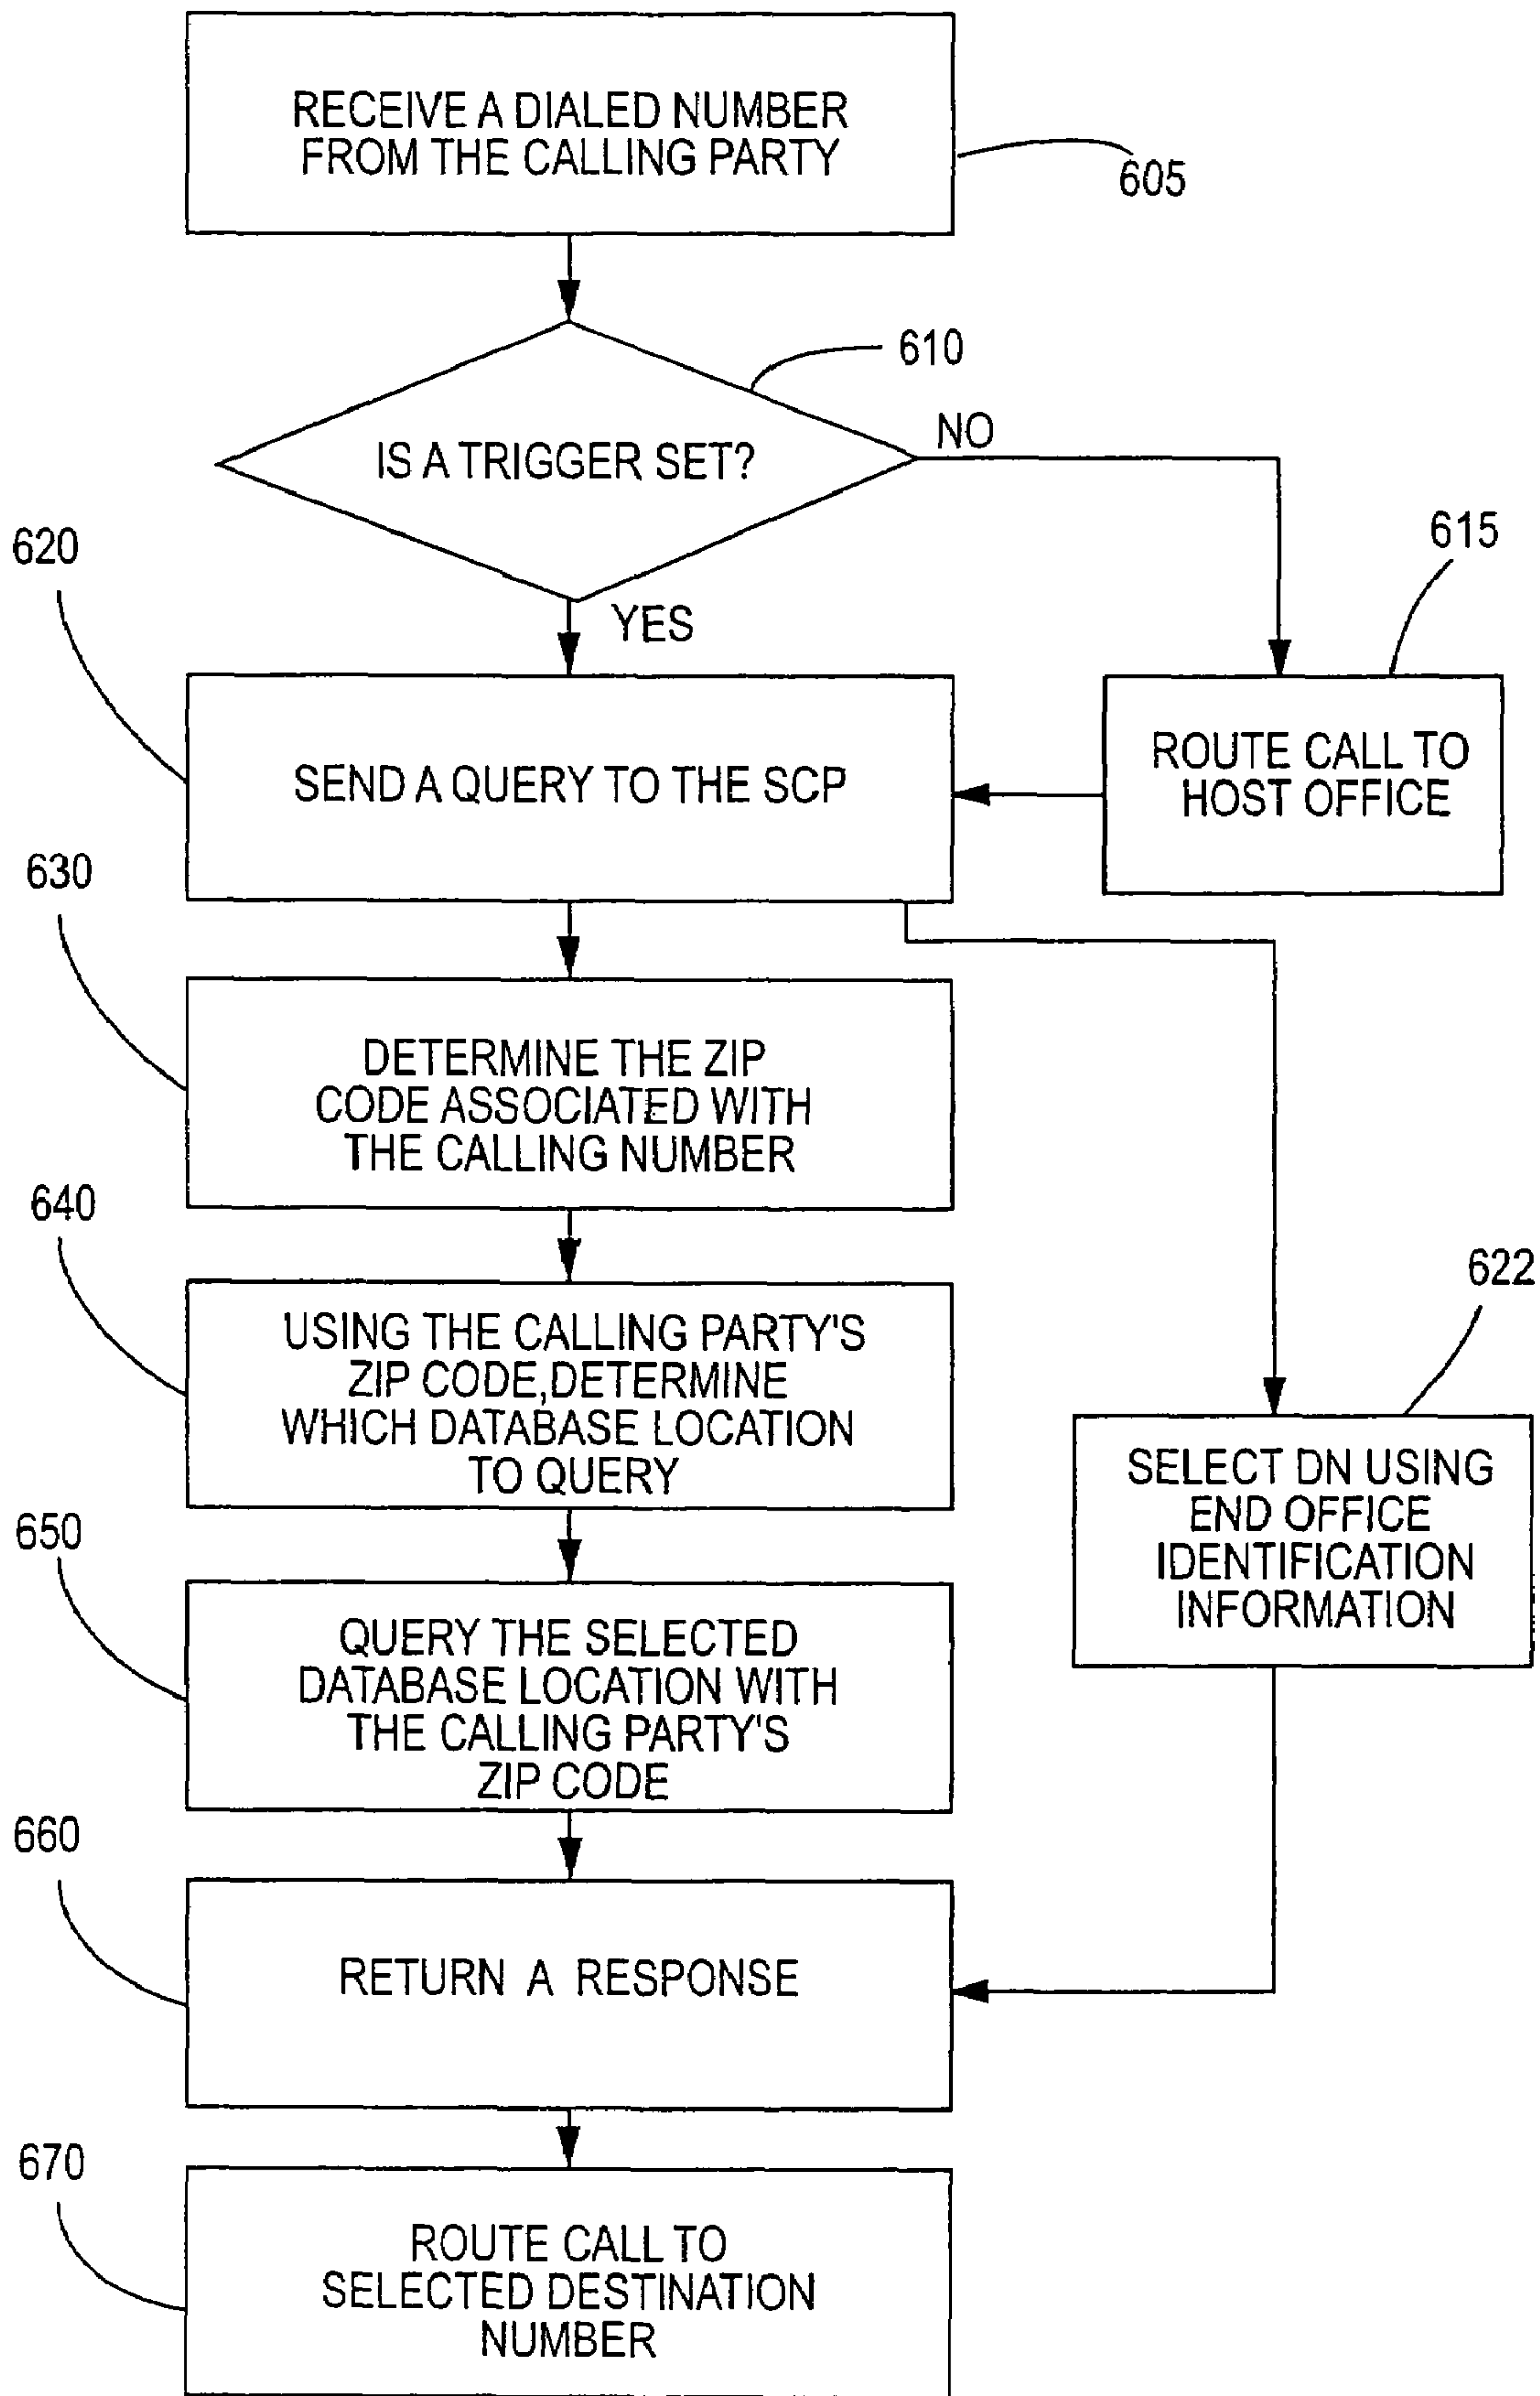 RECEIVE A DIALED NUMBER
FROM THE CALLING PARTY
605
610
IS A TRIGGER SET?
NO
615
620
YES
SEND A QUERY TO THE SCP
ROUTE CALL TO
HOST OFFICE
630
DETERMINE THE ZIP
CODE ASSOCIATED WITH
THE CALLING NUMBER
640
USING THE CALLING PARTY'S
ZIP CODE,DETERMINE
WHICH DATABASE LOCATION
TO QUERY
622
SELECT DN USING
END OFFICE
IDENTIFICATION
INFORMATION
650
QUERY THE SELECTED
DATABASE LOCATION WITH
THE CALLING PARTY'S
ZIP CODE
660
RETURN A RESPONSE
670
ROUTE CALL TO
SELECTED DESTINATION
NUMBER